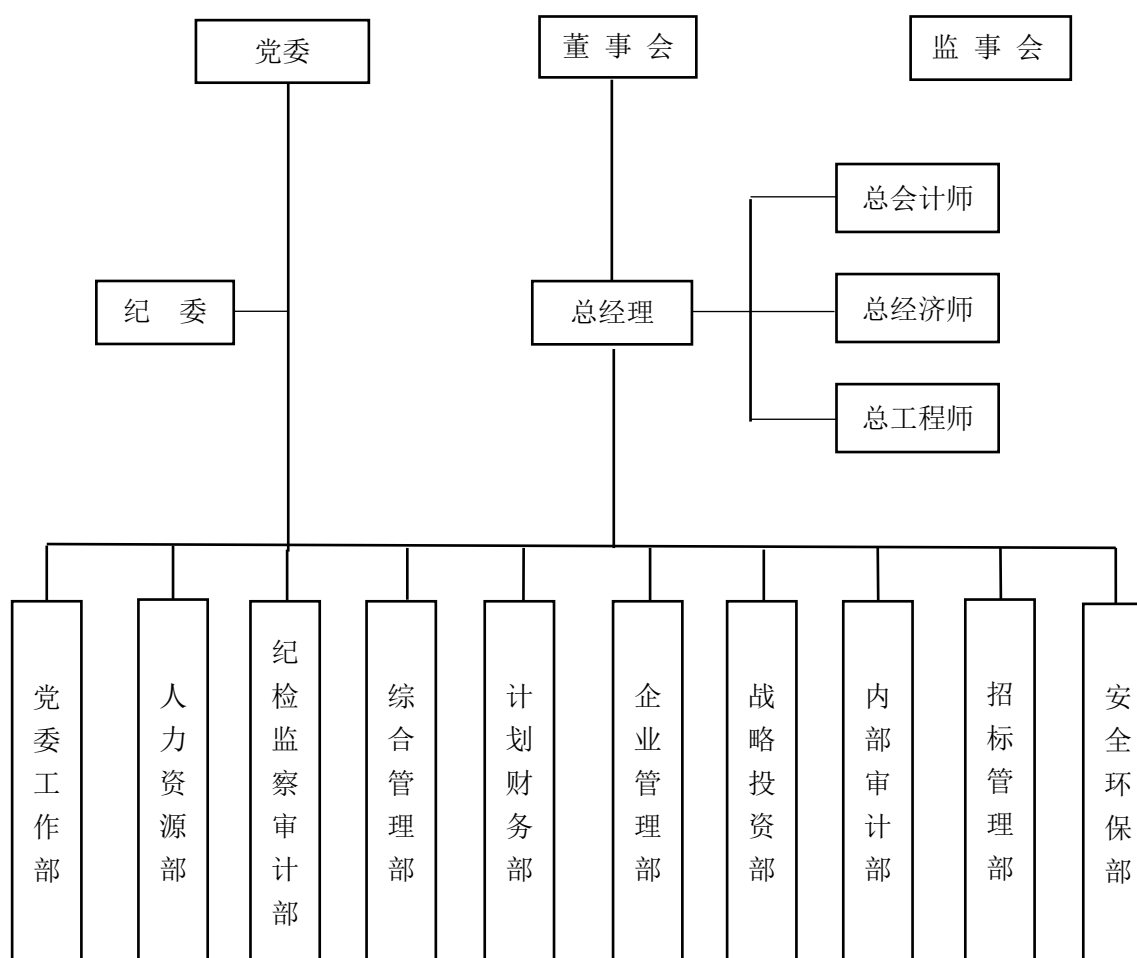 党委
董 事 会
监 事 会
总会计师
纪 委
总经理
总经济师
总工程师
党委工作部
人力资源部
纪检监察审计部
综合管理部
计划财务部
企业管理部
战略投资部
内部审计部
招标管理部
安全环保部